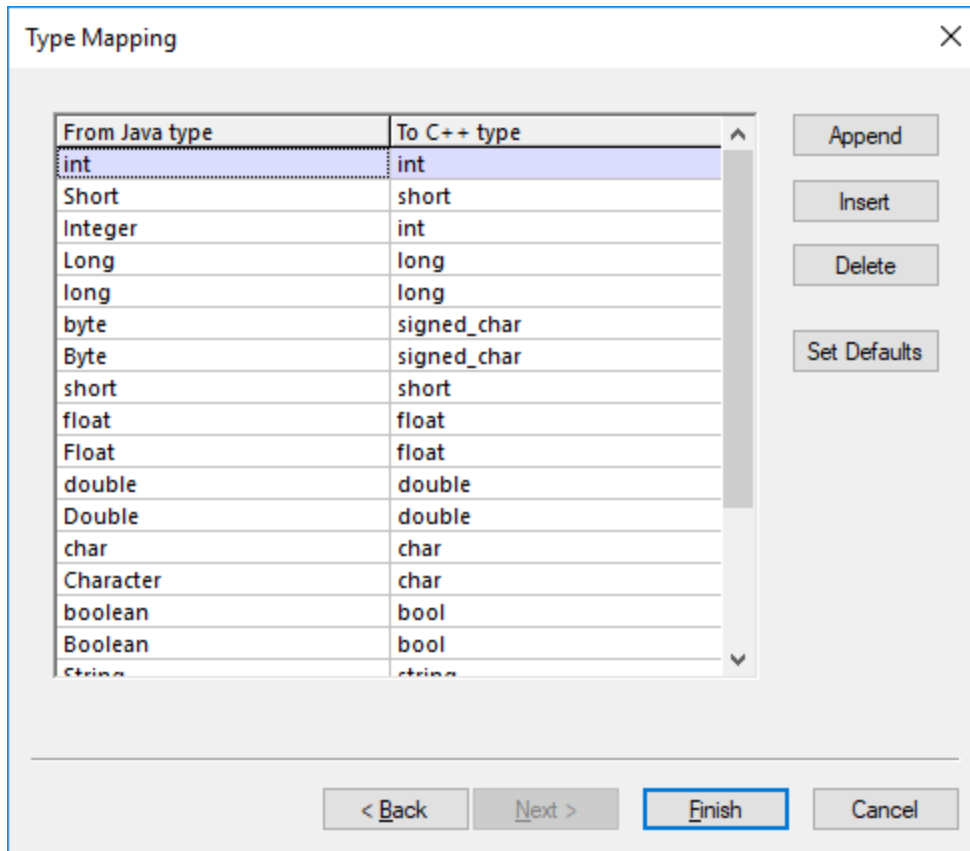 Type Mapping
From Java type To C++ type
int int
Short short
Integer int
Long long
long long
byte signed_char
Byte signed_char
short short
float float
Float float
double double
Double double
char char
Character char
boolean bool
Boolean bool
String string
Append
Insert
Delete
Set Defaults
< Back Next > Finish Cancel